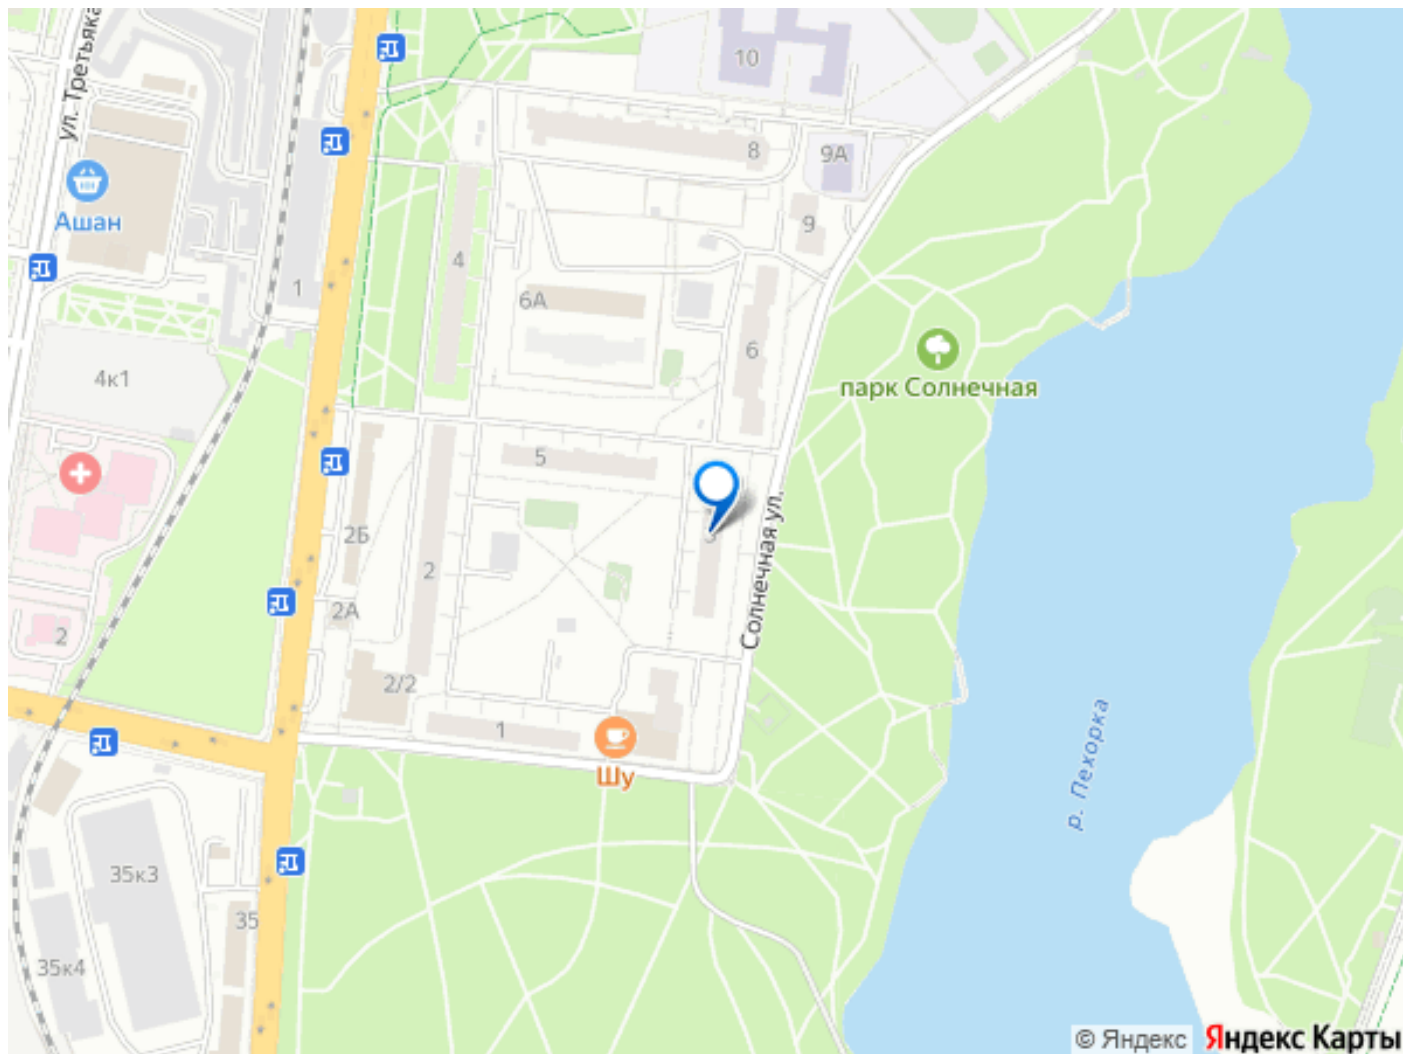 ул. Третьяка
10
8
9А
Ашан
9
4
1
6А
6
4к1
парк Солнечная
5
2Б
3
2
Солнечная ул.
2А
2
2/2
1
Шу
р. Пехорка
35к3
35
35к4
© Яндекс
Яндекс Карты